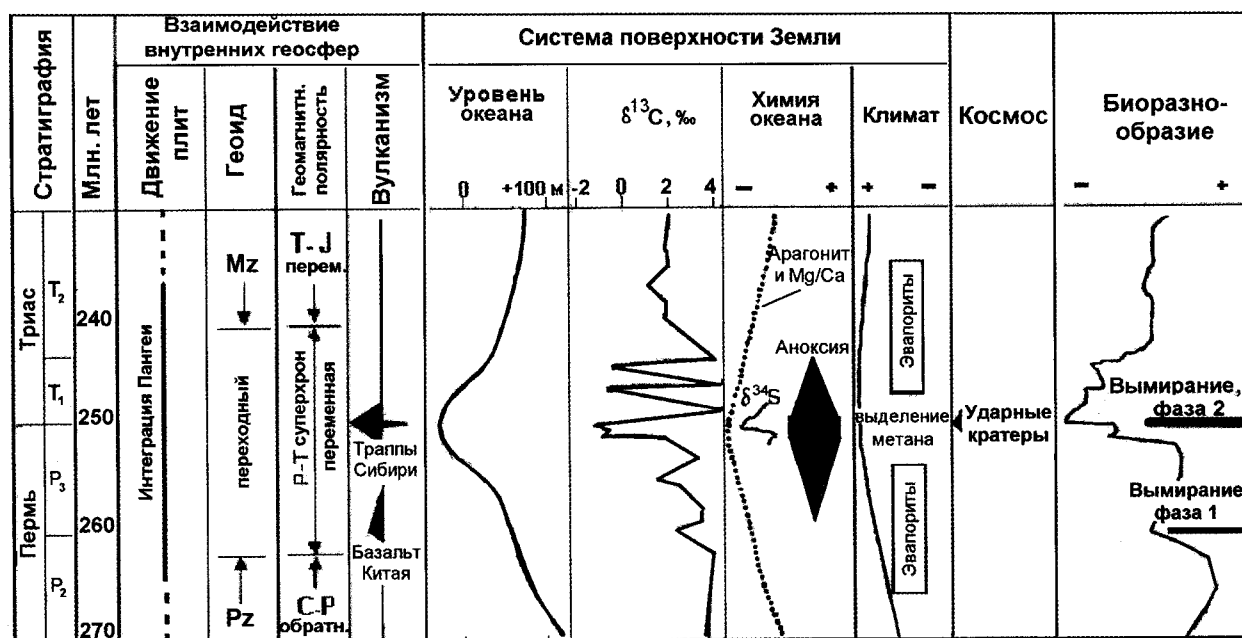 Стратиграфия
Млн. лет
Взаимодействие
внутренних геосфер
Движение
плит
Геоид
Геомагнитн.
полярность
Вулканизм
Система поверхности Земли
Уровень
океана
0 +100 м
δ¹³C, ‰
-2 0 2 4
Химия
океана
− +
Климат
+ −
Космос
Биоразно-
образие
− +
Триас
T₂
T₁
Пермь
P₃
P₂
240
250
260
270
Интеграция Пангеи
Mz
переходный
Pz
T-J
перем.
P-T суперхрон
переменная
C-P
обратн.
Траппы
Сибири
Базальт
Китая
Арагонит
и Mg/Ca
Аноксия
δ³⁴S
выделение
метана
Эвапориты
Эвапориты
Ударные
кратеры
Вымирание,
фаза 2
Вымирание,
фаза 1